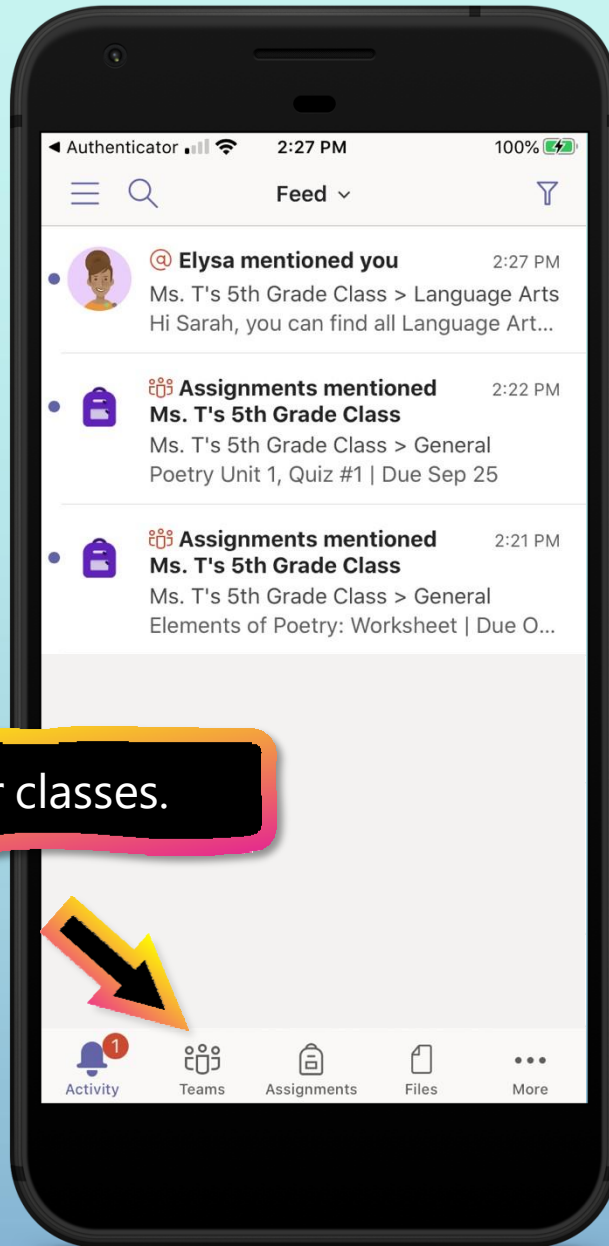 ◄ Authenticator 2:27 PM 100%
Feed
@ Elysa mentioned you 2:27 PM
Ms. T's 5th Grade Class > Language Arts
Hi Sarah, you can find all Language Art...
Assignments mentioned 2:22 PM
Ms. T's 5th Grade Class
Ms. T's 5th Grade Class > General
Poetry Unit 1, Quiz #1 | Due Sep 25
Assignments mentioned 2:21 PM
Ms. T's 5th Grade Class
Ms. T's 5th Grade Class > General
Elements of Poetry: Worksheet | Due O...
classes.
1
Activity Teams Assignments Files More